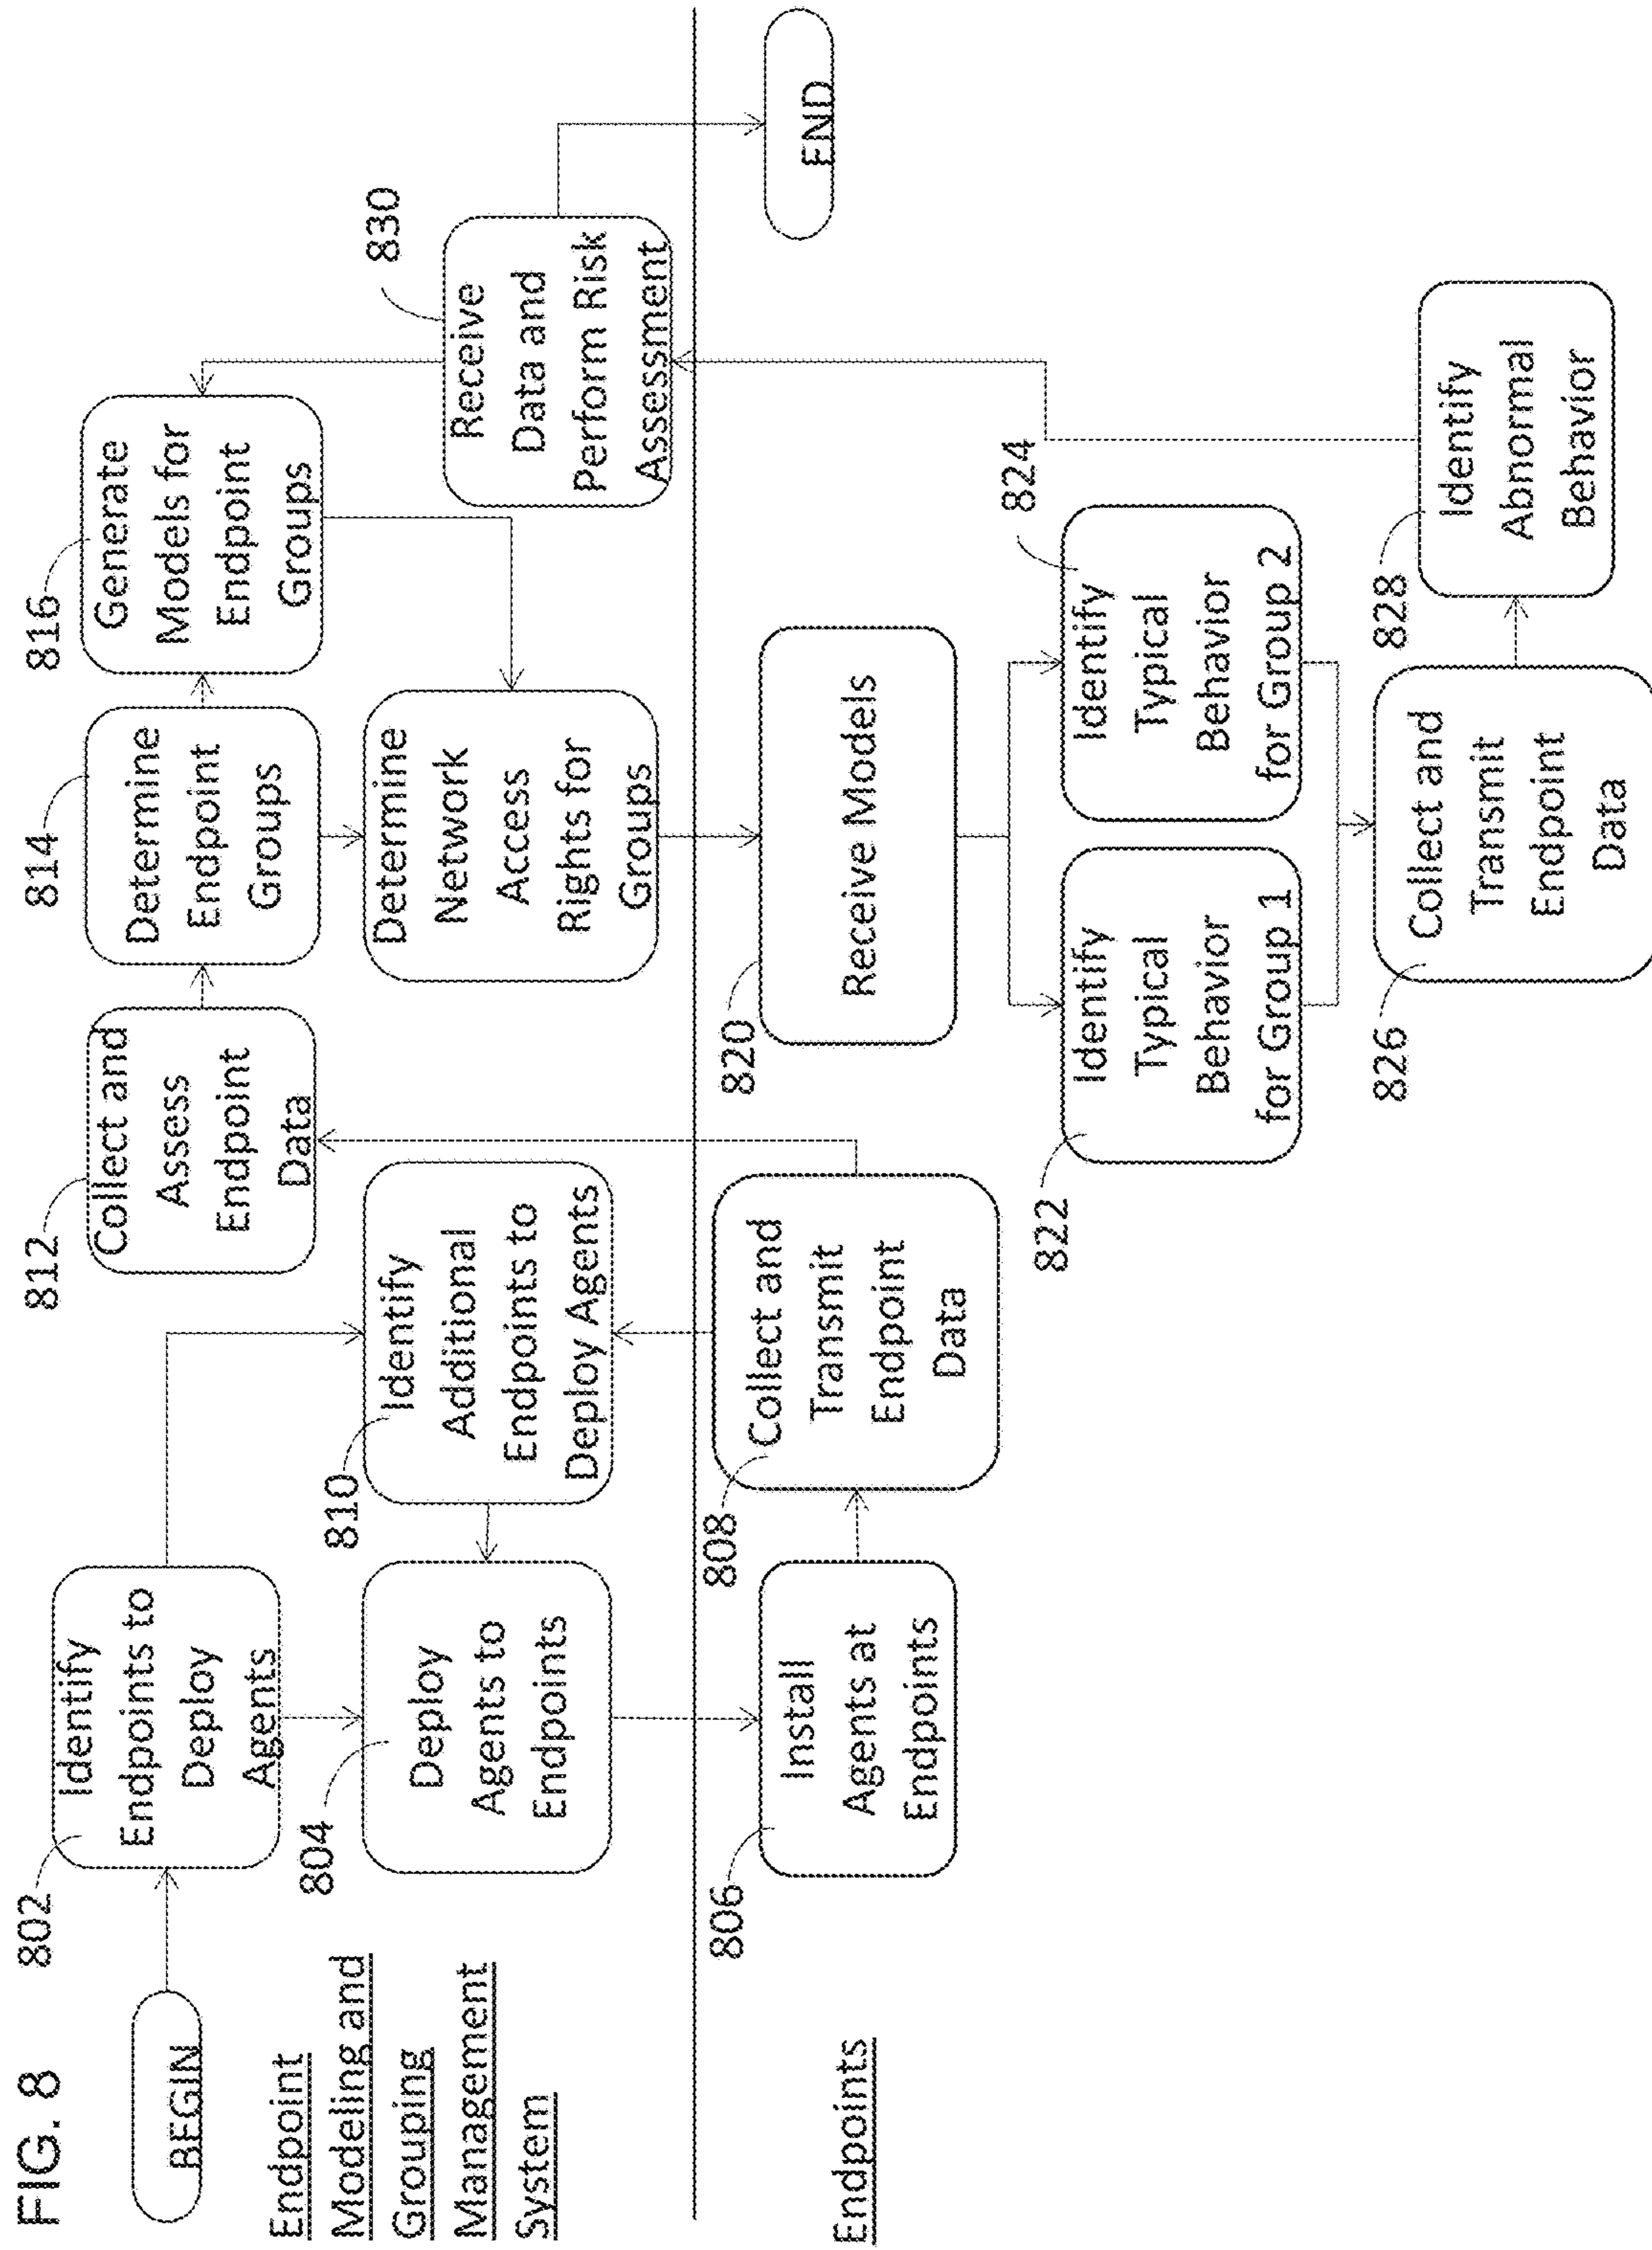 FIG. 8
BEGIN
802
Identify
Endpoints to
Deploy
Agents
804
Deploy
Agents to
Endpoints
810
Identify
Additional
Endpoints to
Deploy Agents
812
Collect and
Assess
Endpoint
Data
814
Determine
Endpoint
Groups
816
Generate
Models for
Endpoint
Groups
Determine
Network
Access
Rights for
Groups
830
Receive
Data and
Perform Risk
Assessment
Endpoint
Modeling and
Grouping
Management
System
Endpoints
806
Install
Agents at
Endpoints
808
Collect and
Transmit
Endpoint
Data
820
Receive Models
END
822
Identify
Typical
Behavior
for Group 1
824
Identify
Typical
Behavior
for Group 2
826
Collect and
Transmit
Endpoint
Data
828
Identify
Abnormal
Behavior